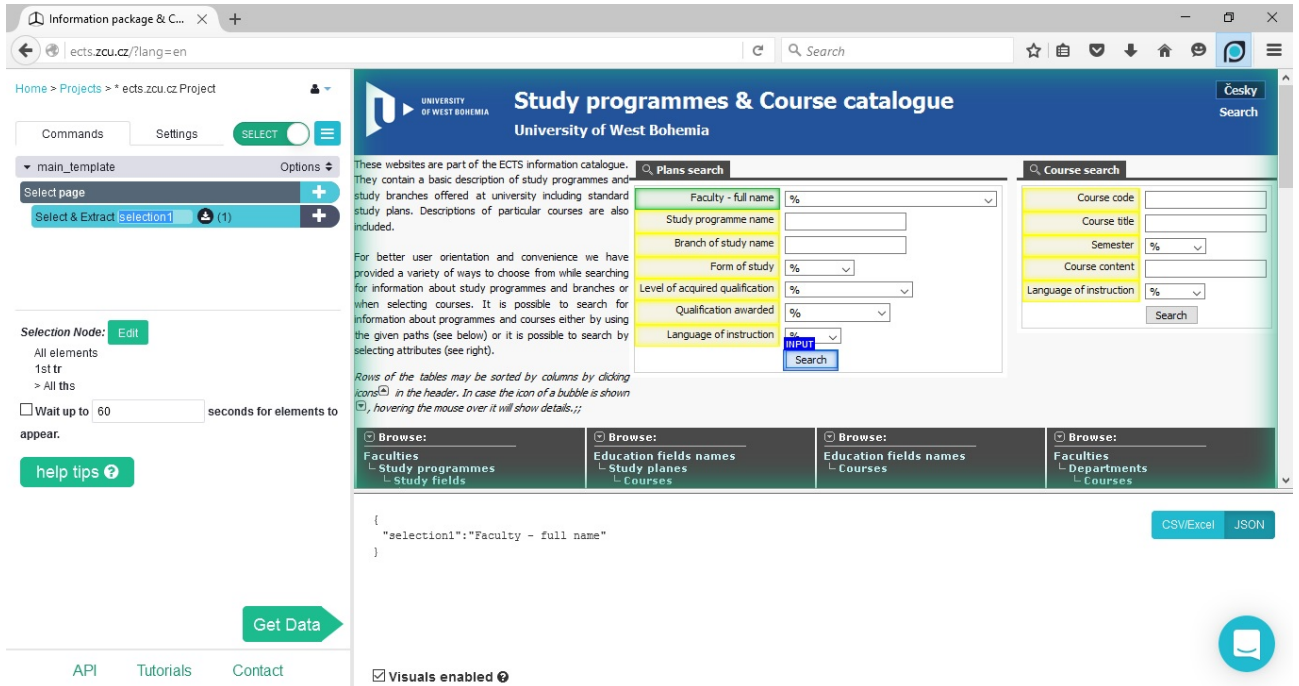 Information package & C...
ects.zcu.cz/?lang=en
Search
Home > Projects > * ects.zcu.cz Project
Commands
Settings
SELECT
main_template
Options
Select page
Select & Extract selection1 (1)
Selection Node: Edit
All elements
1st tr
> All ths
Wait up to 60 seconds for elements to
appear.
help tips
Get Data
API
Tutorials
Contact
UNIVERSITY
OF WEST BOHEMIA
Study programmes & Course catalogue
University of West Bohemia
Česky
Search
These websites are part of the ECTS information catalogue.
They contain a basic description of study programmes and
study branches offered at university including standard
study plans. Descriptions of particular courses are also
included.
For better user orientation and convenience we have
provided a variety of ways to choose from while searching
for information about study programmes and branches or
when selecting courses. It is possible to search for
information about programmes and courses either by using
the given paths (see below) or it is possible to search by
selecting attributes (see right).
Rows of the tables may be sorted by columns by clicking
icons in the header. In case the icon of a bubble is shown
, hovering the mouse over it will show details.;;
Plans search
Faculty - full name %
Study programme name
Branch of study name
Form of study %
Level of acquired qualification %
Qualification awarded %
Language of instruction %
INPUT
Search
Course search
Course code
Course title
Semester %
Course content
Language of instruction %
Search
Browse:
Faculties
Study programmes
Study fields
Browse:
Education fields names
Study planes
Courses
Browse:
Education fields names
Courses
Browse:
Faculties
Departments
Courses
{
"selection1":"Faculty - full name"
}
CSV/Excel
JSON
Visuals enabled